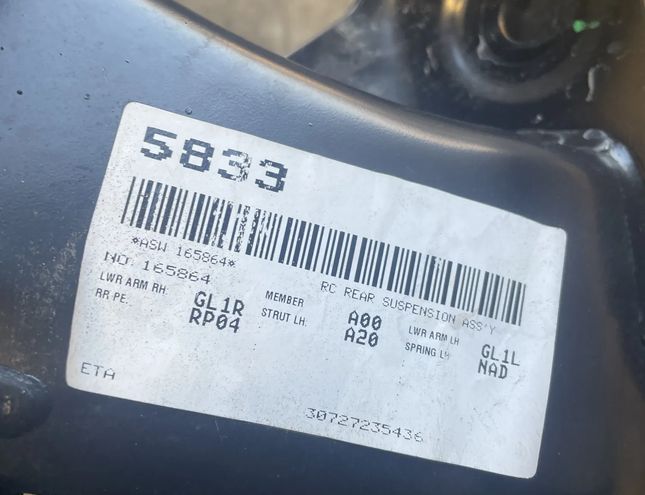 5833
*ASW 165864*
NO: 165864 RC REAR SUSPENSION ASS'Y
LWR ARM RH. GL1R MEMBER A00 LWR ARM LH GL1L
RR PE. RP04 STRUT LH. A20 SPRING LH NAD
ETA
30727235436